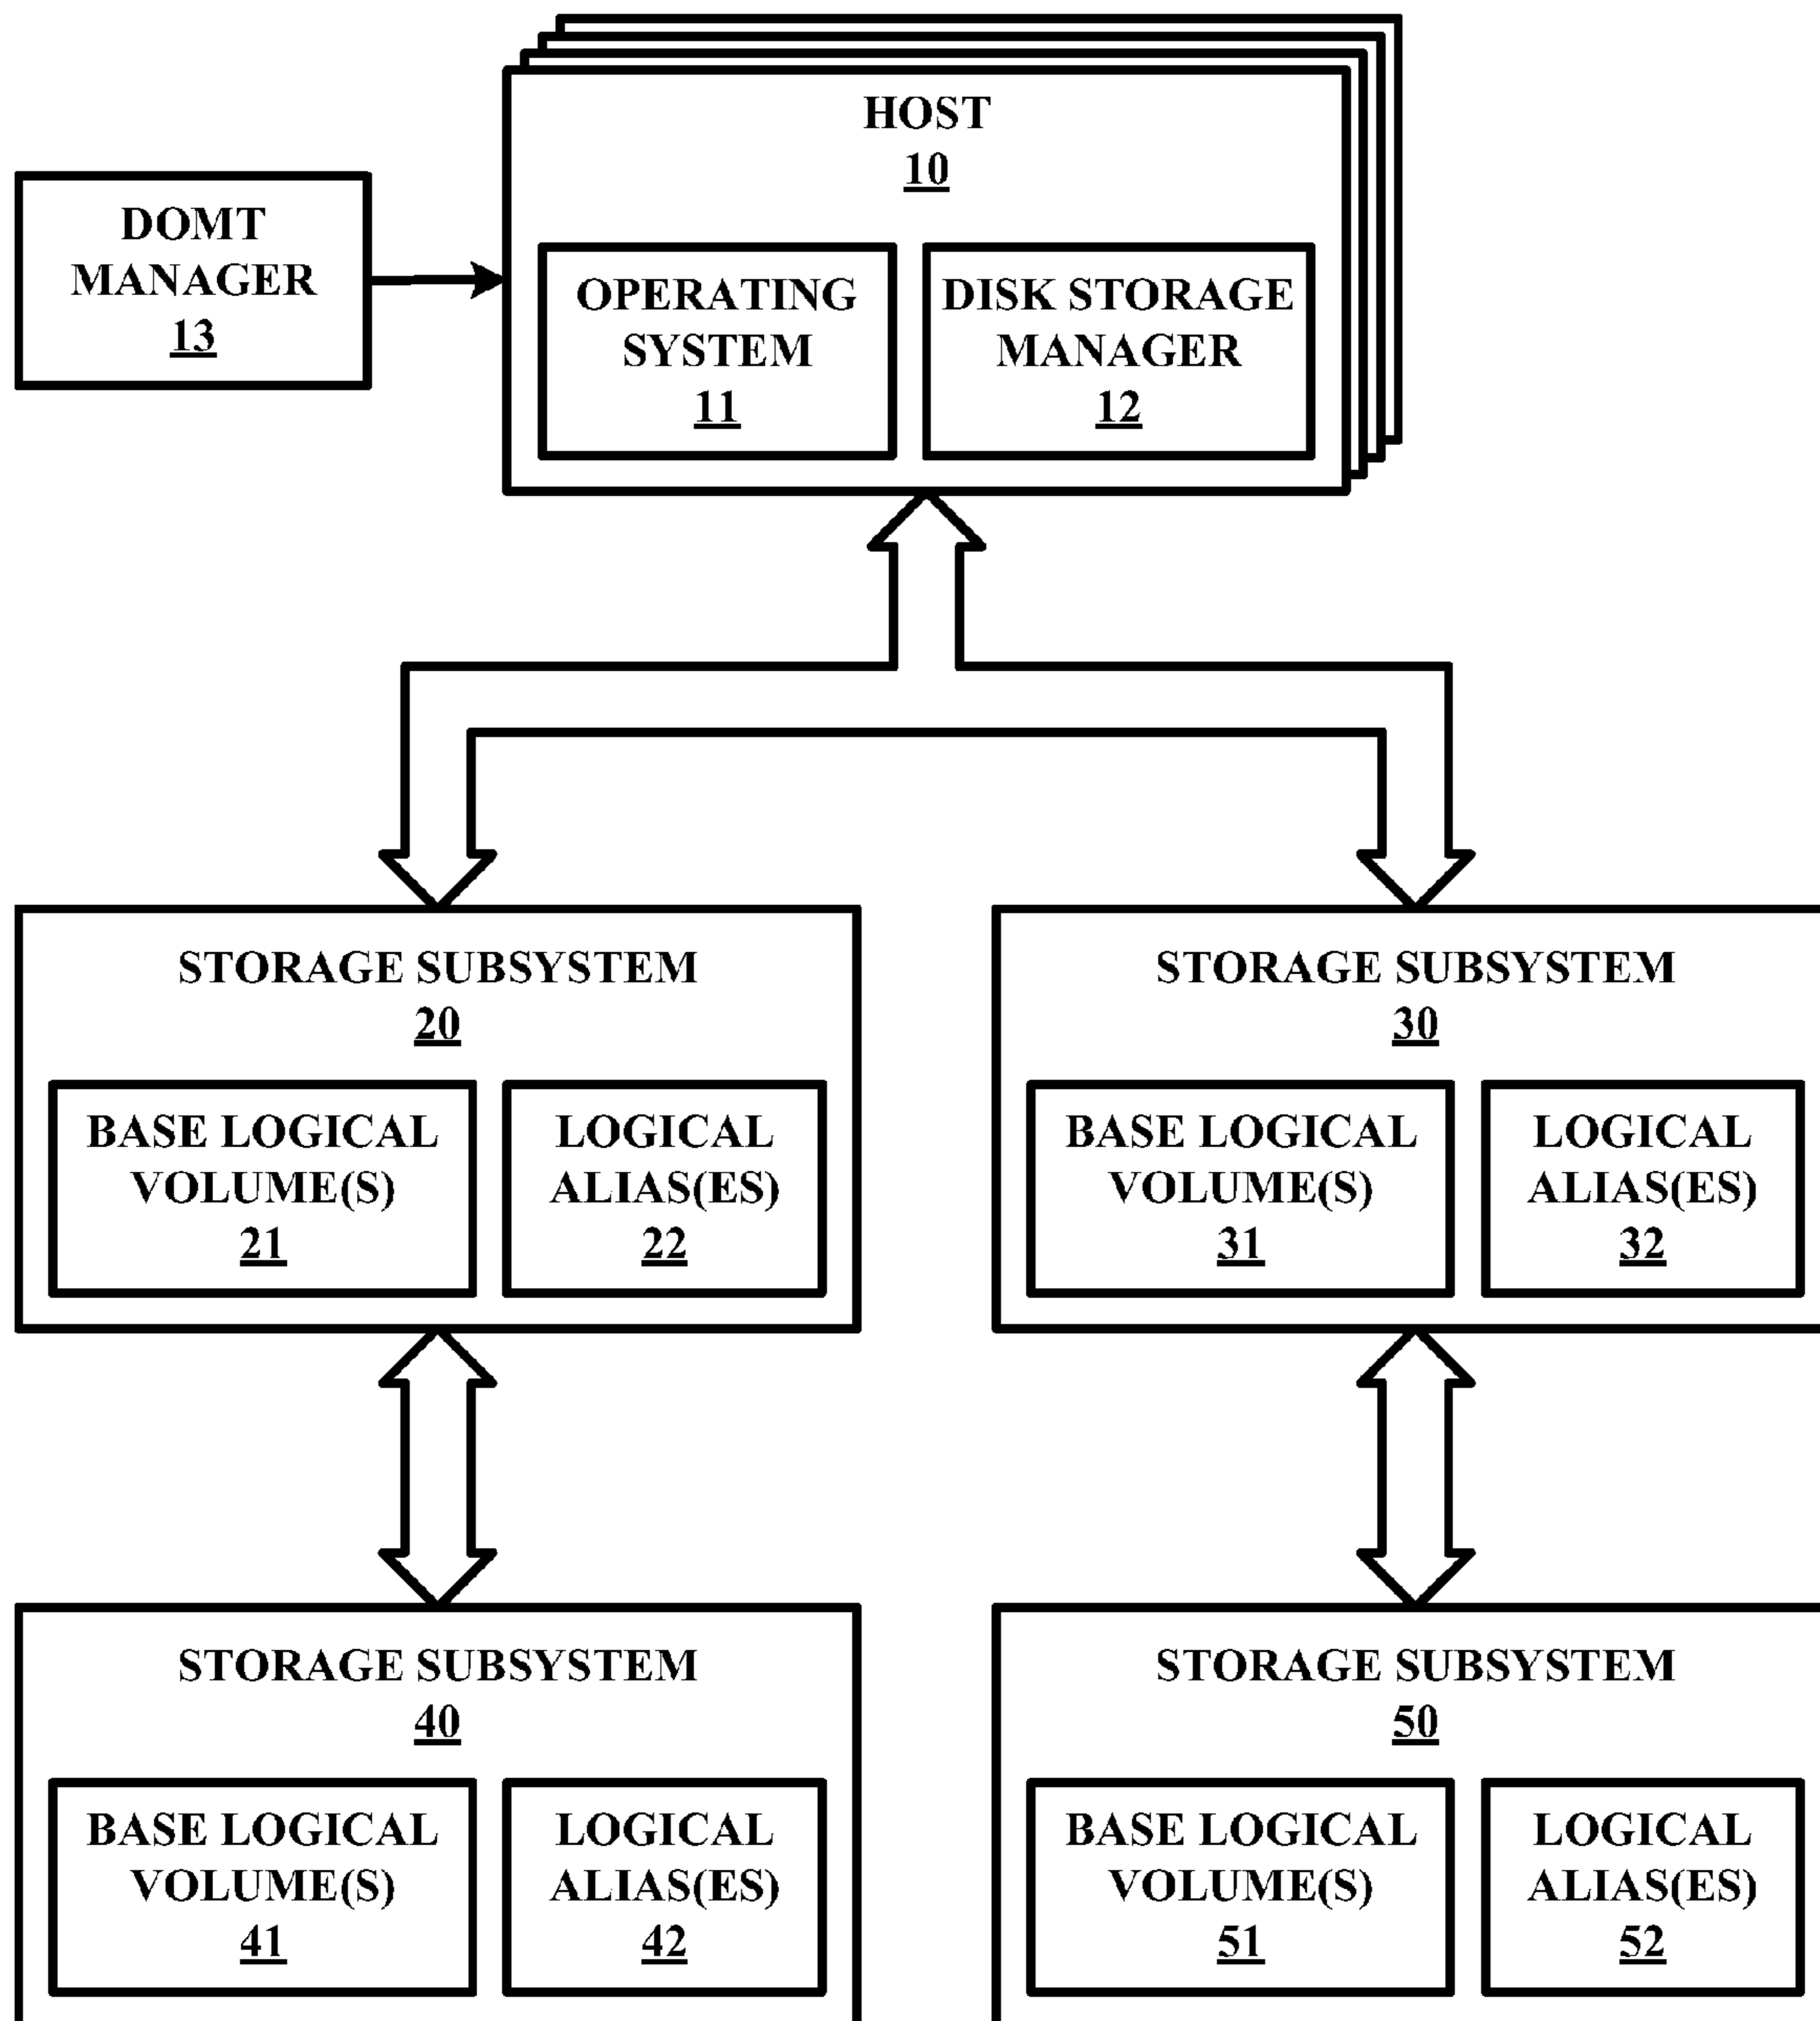 HOST
10
DOMT
MANAGER
13
OPERATING
SYSTEM
11
DISK STORAGE
MANAGER
12
STORAGE SUBSYSTEM
20
BASE LOGICAL
VOLUME(S)
21
LOGICAL
ALIAS(ES)
22
STORAGE SUBSYSTEM
30
BASE LOGICAL
VOLUME(S)
31
LOGICAL
ALIAS(ES)
32
STORAGE SUBSYSTEM
40
BASE LOGICAL
VOLUME(S)
41
LOGICAL
ALIAS(ES)
42
STORAGE SUBSYSTEM
50
BASE LOGICAL
VOLUME(S)
51
LOGICAL
ALIAS(ES)
52